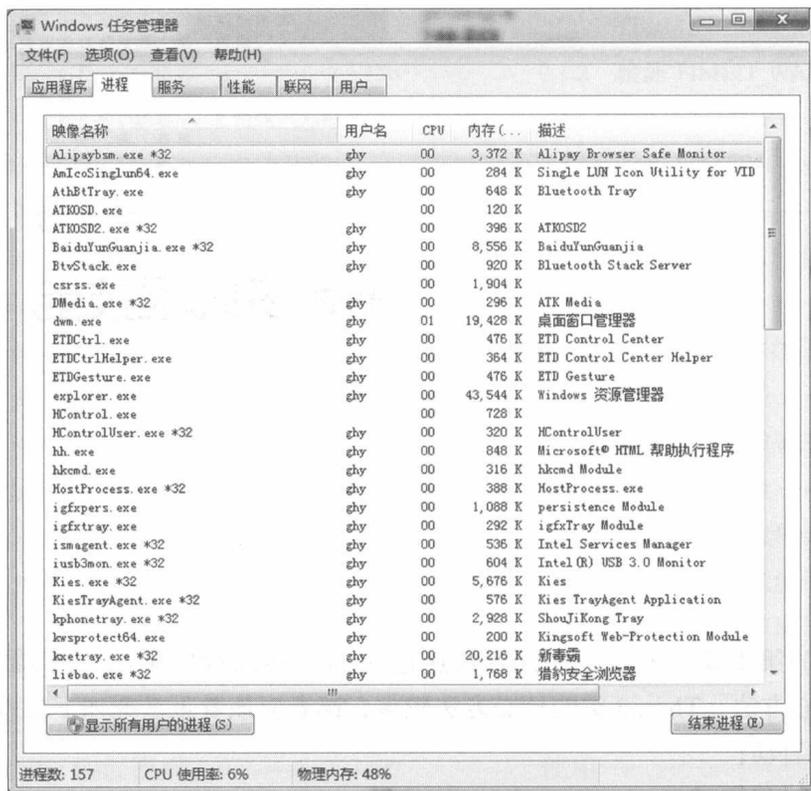 Windows 任务管理器
文件(F) 选项(O) 查看(V) 帮助(H)
应用程序 进程 服务 性能 联网 用户
映像名称 用户名 CPU 内存(... 描述
Alipaybsm.exe *32 ghy 00 3,372 K Alipay Browser Safe Monitor
AmIcoSinglun64.exe ghy 00 284 K Single LUN Icon Utility for VID
AthBtTray.exe ghy 00 648 K Bluetooth Tray
ATKOSD.exe 00 120 K
ATKOSD2.exe *32 ghy 00 396 K ATKOSD2
BaiduYunGuanjia.exe *32 ghy 00 8,556 K BaiduYunGuanjia
BtvStack.exe ghy 00 920 K Bluetooth Stack Server
csrss.exe 00 1,904 K
DMedia.exe *32 ghy 00 296 K ATK Media
dwm.exe ghy 01 19,428 K 桌面窗口管理器
ETDCtrl.exe ghy 00 476 K ETD Control Center
ETDCtrlHelper.exe ghy 00 364 K ETD Control Center Helper
ETDGesture.exe ghy 00 476 K ETD Gesture
explorer.exe ghy 00 43,544 K Windows 资源管理器
HControl.exe 00 728 K
HControlUser.exe *32 ghy 00 320 K HControlUser
hh.exe ghy 00 848 K Microsoft® HTML 帮助执行程序
hkcmd.exe ghy 00 316 K hkcmd Module
HostProcess.exe *32 ghy 00 388 K HostProcess.exe
igfxpers.exe ghy 00 1,088 K persistence Module
igfxtray.exe ghy 00 292 K igfxTray Module
ismagent.exe *32 ghy 00 536 K Intel Services Manager
iusb3mon.exe *32 ghy 00 604 K Intel(R) USB 3.0 Monitor
Kies.exe *32 ghy 00 5,676 K Kies
KiesTrayAgent.exe *32 ghy 00 576 K Kies TrayAgent Application
kphonetray.exe *32 ghy 00 2,928 K ShouJiKong Tray
kwsprotect64.exe ghy 00 200 K Kingsoft Web-Protection Module
kxetray.exe *32 ghy 00 20,216 K 新毒霸
liebao.exe *32 ghy 00 1,768 K 猎豹安全浏览器
显示所有用户的进程(S) 结束进程(E)
进程数: 157 CPU 使用率: 6% 物理内存: 48%